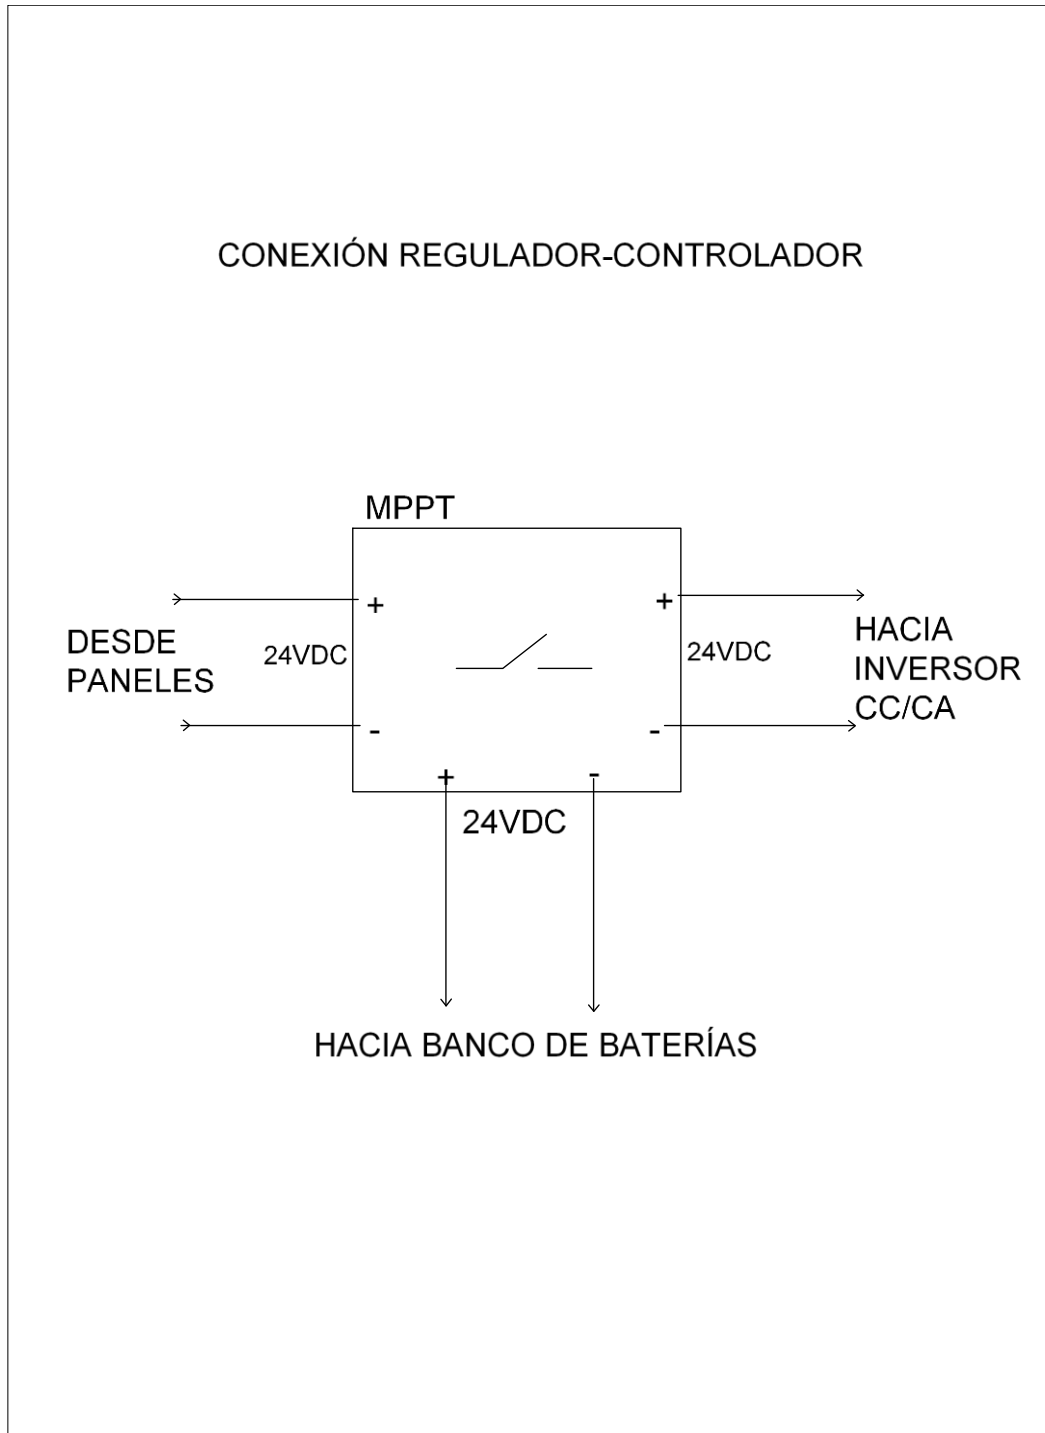 CONEXIÓN REGULADOR-CONTROLADOR
MPPT
+
+
DESDE
PANELES
24VDC
24VDC
HACIA
INVERSOR
CC/CA
-
-
+
-
24VDC
HACIA BANCO DE BATERÍAS